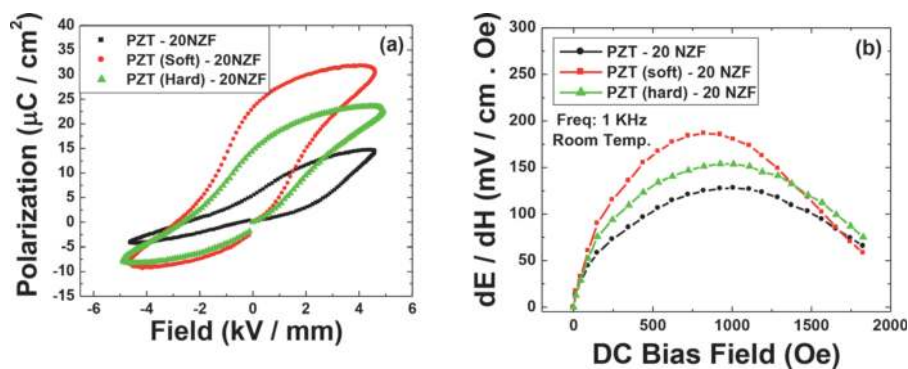 (a)
PZT - 20NZF
PZT (Soft) - 20NZF
PZT (Hard) - 20NZF
Polarization (μC / cm²)
40
35
30
25
20
15
10
5
0
-5
-10
-15
-6 -4 -2 0 2 4 6
Field (kV / mm)
(b)
PZT - 20 NZF
PZT (soft) - 20 NZF
PZT (hard) - 20 NZF
Freq: 1 KHz
Room Temp.
dE / dH (mV / cm . Oe)
300
250
200
150
100
50
0
0 500 1000 1500 2000
DC Bias Field (Oe)